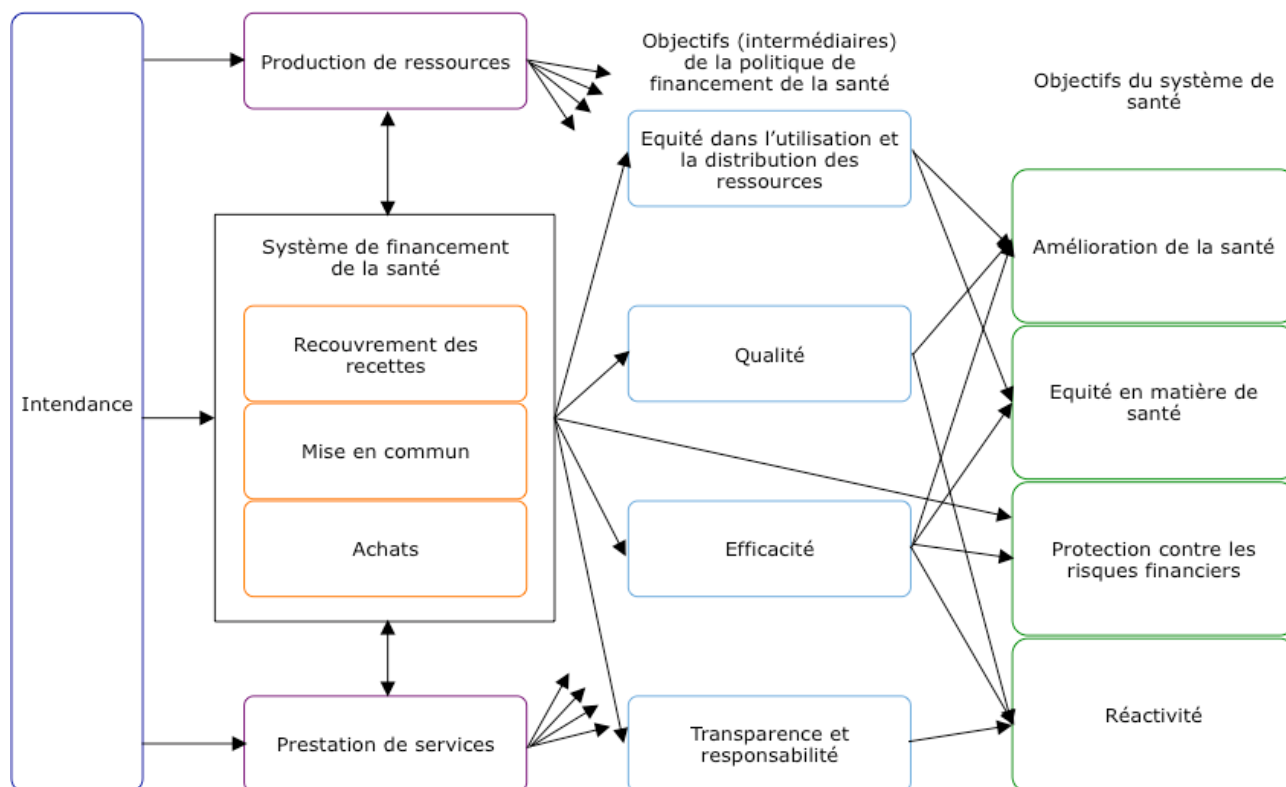 Intendance
Production de ressources
Système de financement
de la santé
Recouvrement des
recettes
Mise en commun
Achats
Prestation de services
Objectifs (intermédiaires)
de la politique de
financement de la santé
Equité dans l’utilisation et
la distribution des
ressources
Qualité
Efficacité
Transparence et
responsabilité
Objectifs du système de
santé
Amélioration de la santé
Equité en matière de
santé
Protection contre les
risques financiers
Réactivité